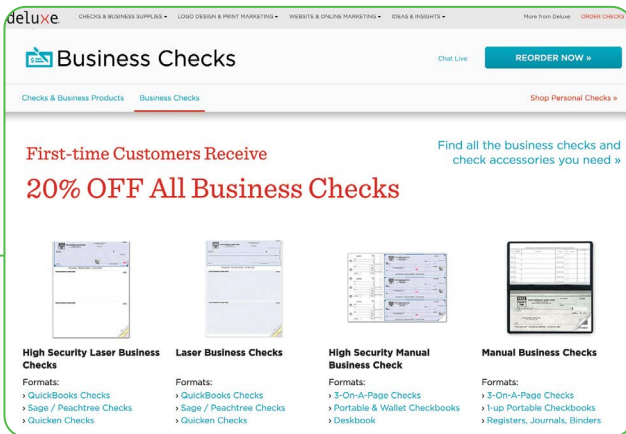 deluxe.
CHECKS & BUSINESS SUPPLIES LOGO DESIGN & PRINT MARKETING WEBSITE & ONLINE MARKETING IDEAS & INSIGHTS More from Deluxe ORDER CHECKS
Business Checks
Chat Live
REORDER NOW »
Checks & Business Products Business Checks Shop Personal Checks »
First-time Customers Receive
20% OFF All Business Checks
Find all the business checks and
check accessories you need »
High Security Laser Business
Checks
Formats:
› QuickBooks Checks
› Sage / Peachtree Checks
› Quicken Checks
Laser Business Checks
Formats:
› QuickBooks Checks
› Sage / Peachtree Checks
› Quicken Checks
High Security Manual
Business Check
Formats:
› 3-On-A-Page Checks
› Portable & Wallet Checkbooks
› Deskbook
Manual Business Checks
Formats:
› 3-On-A-Page Checks
› 1-up Portable Checkbooks
› Registers, Journals, Binders